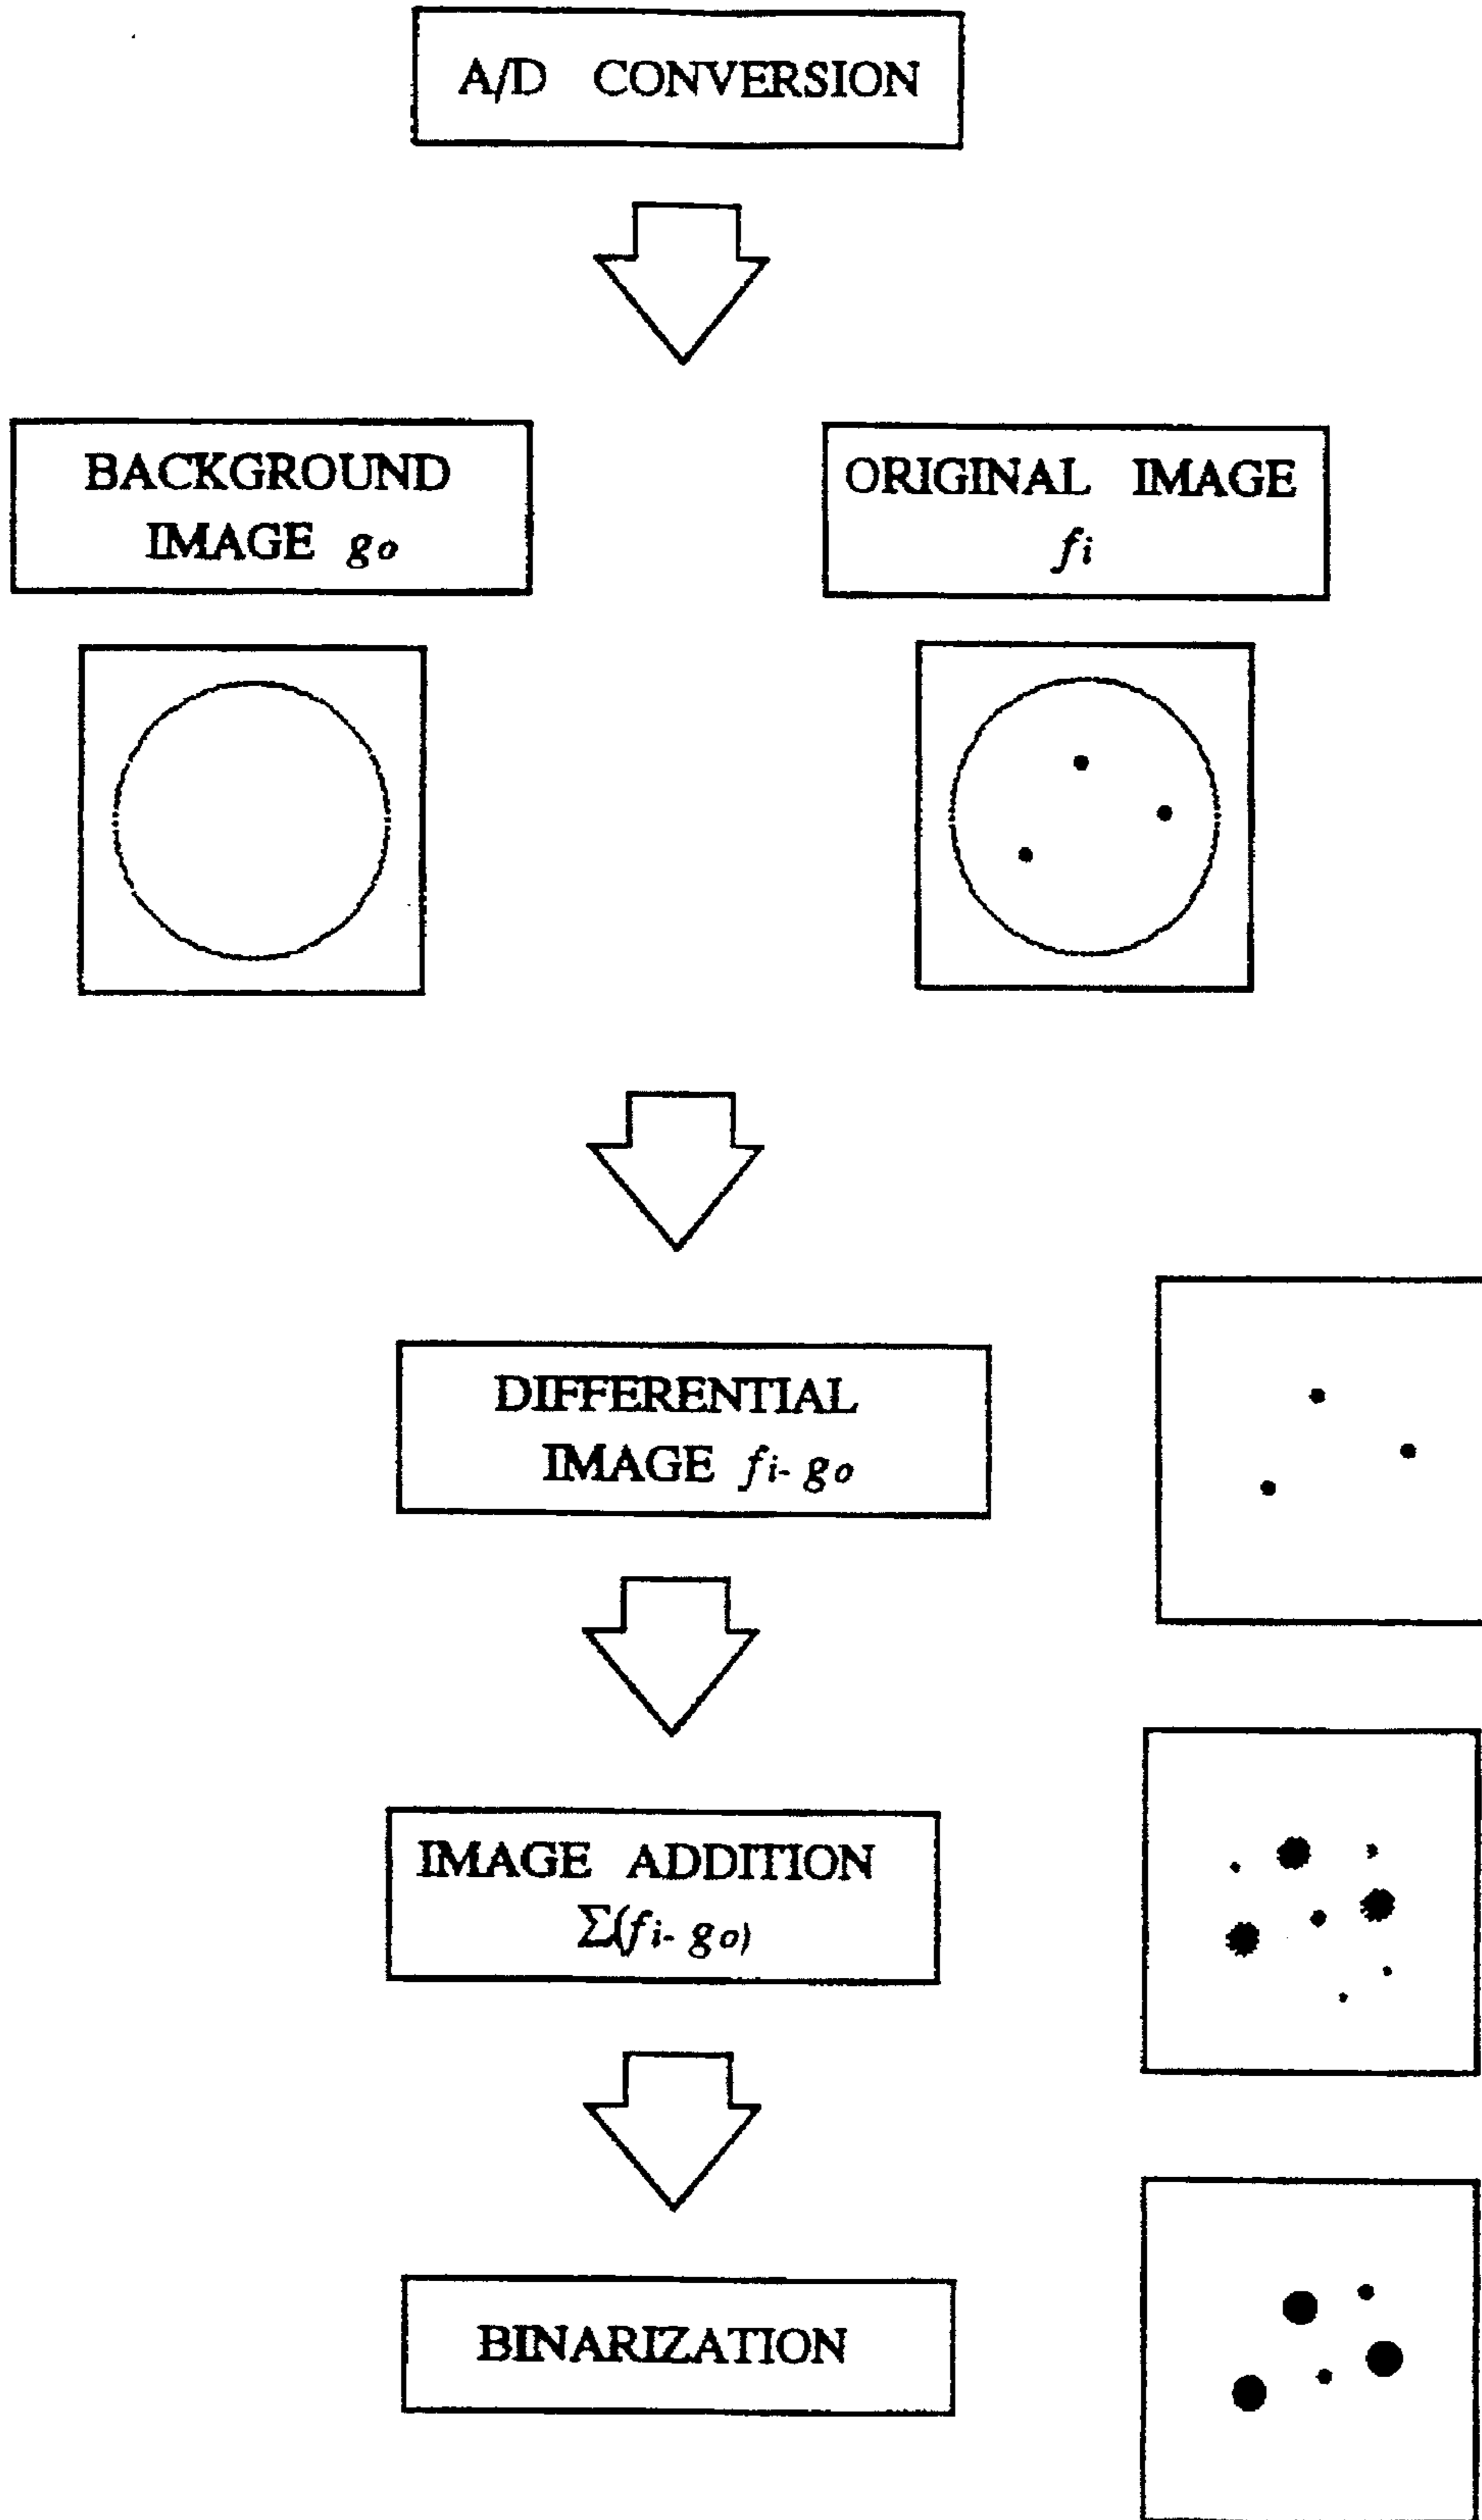 A/D CONVERSION
BACKGROUND
IMAGE go
ORIGINAL IMAGE
fi
DIFFERENTIAL
IMAGE fi- go
IMAGE ADDITION
Σ(fi- go)
BINARIZATION